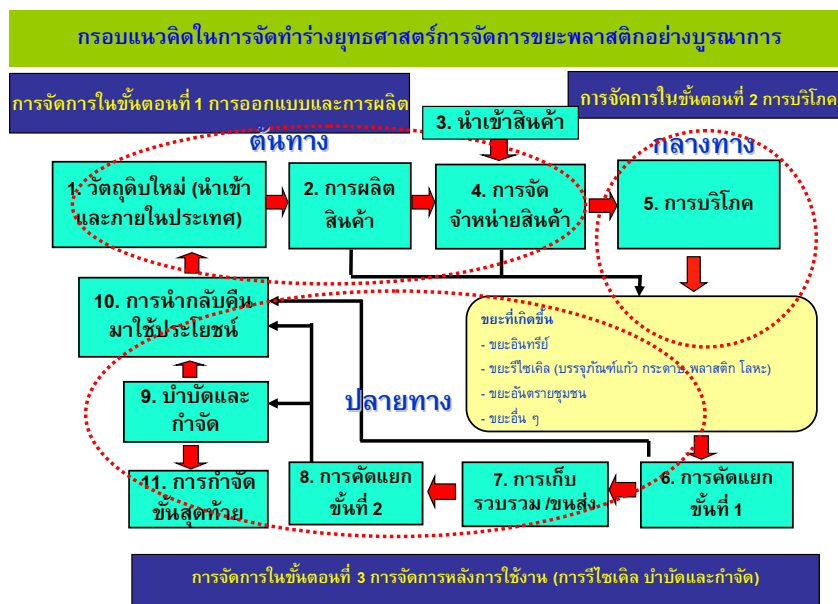 กรอบแนวคิดในการจัดทำร่างยุทธศาสตร์การจัดการขยะพลาสติกอย่างบูรณาการ
การจัดการในขั้นตอนที่ 1 การออกแบบและการผลิต
การจัดการในขั้นตอนที่ 2 การบริโภค
3. นำเข้าสินค้า
ต้นทาง
กลางทาง
1. วัตถุดิบใหม่ (นำเข้า
และภายในประเทศ)
2. การผลิต
สินค้า
4. การจัด
จำหน่ายสินค้า
5. การบริโภค
10. การนำกลับคืน
มาใช้ประโยชน์
ขยะที่เกิดขึ้น
- ขยะอินทรีย์
- ขยะรีไซเคิล (บรรจุภัณฑ์แก้ว กระดาษ พลาสติก โลหะ)
- ขยะอันตรายชุมชน
- ขยะอื่น ๆ
9. บำบัดและ
กำจัด
ปลายทาง
11. การกำจัด
ขั้นสุดท้าย
8. การคัดแยก
ขั้นที่ 2
7. การเก็บ
รวบรวม /ขนส่ง
6. การคัดแยก
ขั้นที่ 1
การจัดการในขั้นตอนที่ 3 การจัดการหลังการใช้งาน (การรีไซเคิล บำบัดและกำจัด)